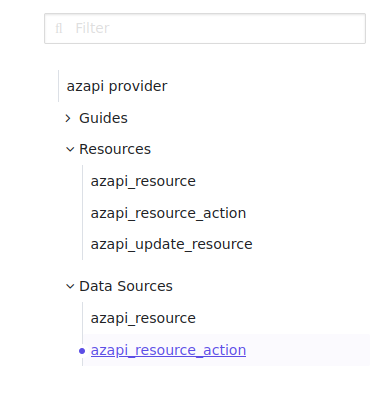 Filter
azapi provider
Guides
Resources
azapi_resource
azapi_resource_action
azapi_update_resource
Data Sources
azapi_resource
azapi_resource_action